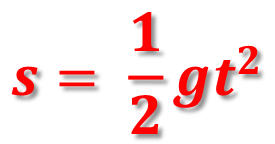 s = 1/2 gt²